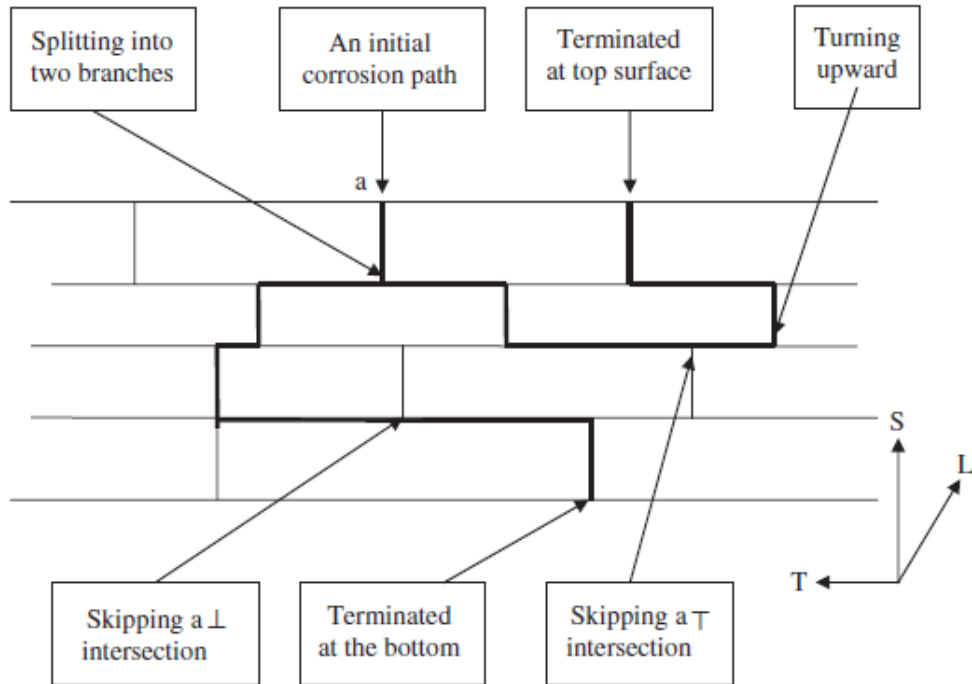 Splitting into
two branches
An initial
corrosion path
Terminated
at top surface
Turning
upward
a
S
L
T
Skipping a ⊥
intersection
Terminated
at the bottom
Skipping a ⊤
intersection